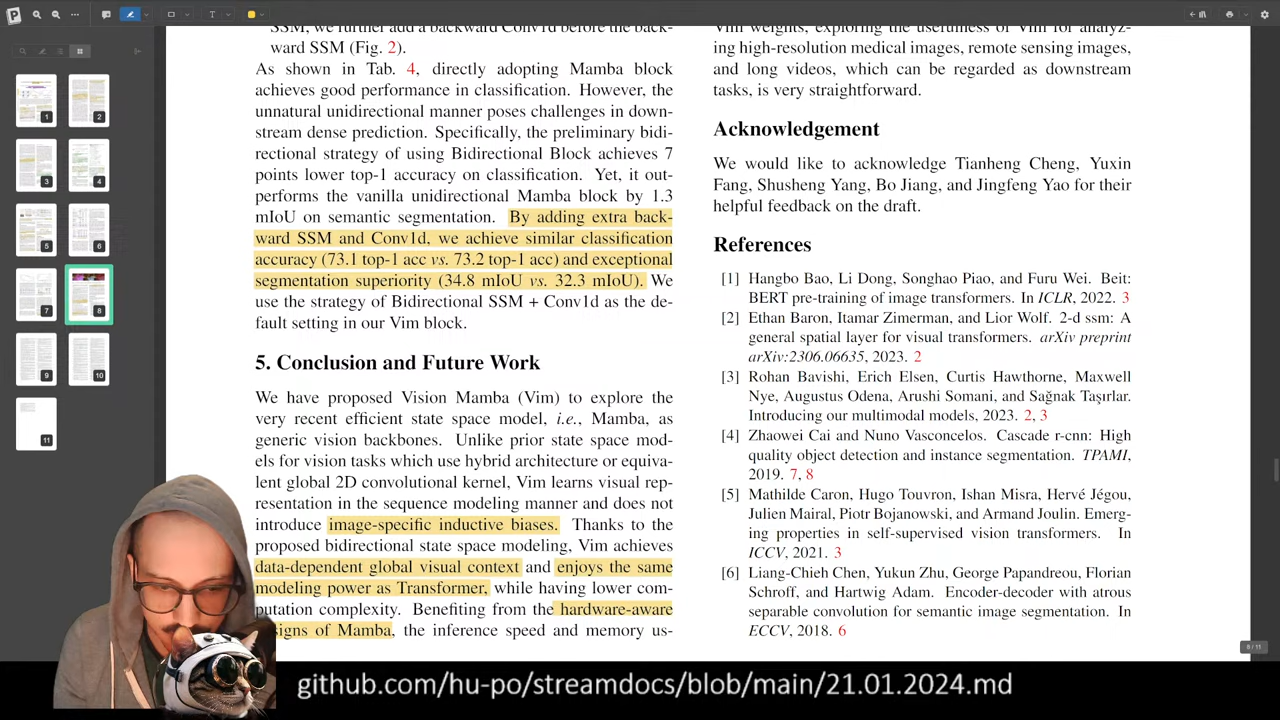 SSM, we further add a backward Conv1d before the back-
ward SSM (Fig. 2).
As shown in Tab. 4, directly adopting Mamba block
achieves good performance in classification. However, the
unnatural unidirectional manner poses challenges in down-
stream dense prediction. Specifically, the preliminary bidi-
rectional strategy of using Bidirectional Block achieves 7
points lower top-1 accuracy on classification. Yet, it out-
performs the vanilla unidirectional Mamba block by 1.3
mIoU on semantic segmentation. By adding extra back-
ward SSM and Conv1d, we achieve similar classification
accuracy (73.1 top-1 acc vs. 73.2 top-1 acc) and exceptional
segmentation superiority (34.8 mIoU vs. 32.3 mIoU). We
use the strategy of Bidirectional SSM + Conv1d as the de-
fault setting in our Vim block.
5. Conclusion and Future Work
We have proposed Vision Mamba (Vim) to explore the
very recent efficient state space model, i.e., Mamba, as
generic vision backbones. Unlike prior state space mod-
els for vision tasks which use hybrid architecture or equiva-
lent global 2D convolutional kernel, Vim learns visual rep-
resentation in the sequence modeling manner and does not
introduce image-specific inductive biases. Thanks to the
proposed bidirectional state space modeling, Vim achieves
data-dependent global visual context and enjoys the same
modeling power as Transformer, while having lower com-
putation complexity. Benefiting from the hardware-aware
signs of Mamba, the inference speed and memory us-
Vim weights, exploring the usefulness of Vim for analyz-
ing high-resolution medical images, remote sensing images,
and long videos, which can be regarded as downstream
tasks, is very straightforward.
Acknowledgement
We would like to acknowledge Tianheng Cheng, Yuxin
Fang, Shusheng Yang, Bo Jiang, and Jingfeng Yao for their
helpful feedback on the draft.
References
[1] Hangbo Bao, Li Dong, Songhao Piao, and Furu Wei. Beit:
BERT pre-training of image transformers. In ICLR, 2022. 3
[2] Ethan Baron, Itamar Zimerman, and Lior Wolf. 2-d ssm: A
general spatial layer for visual transformers. arXiv preprint
arXiv:2306.06635, 2023. 2
[3] Rohan Bavishi, Erich Elsen, Curtis Hawthorne, Maxwell
Nye, Augustus Odena, Arushi Somani, and Sağnak Taşırlar.
Introducing our multimodal models, 2023. 2, 3
[4] Zhaowei Cai and Nuno Vasconcelos. Cascade r-cnn: High
quality object detection and instance segmentation. TPAMI,
2019. 7, 8
[5] Mathilde Caron, Hugo Touvron, Ishan Misra, Hervé Jégou,
Julien Mairal, Piotr Bojanowski, and Armand Joulin. Emerg-
ing properties in self-supervised vision transformers. In
ICCV, 2021. 3
[6] Liang-Chieh Chen, Yukun Zhu, George Papandreou, Florian
Schroff, and Hartwig Adam. Encoder-decoder with atrous
separable convolution for semantic image segmentation. In
ECCV, 2018. 6
1
2
3
4
5
6
7
8
9
10
11
8/11
github.com/hu-po/streamdocs/blob/main/21.01.2024.md